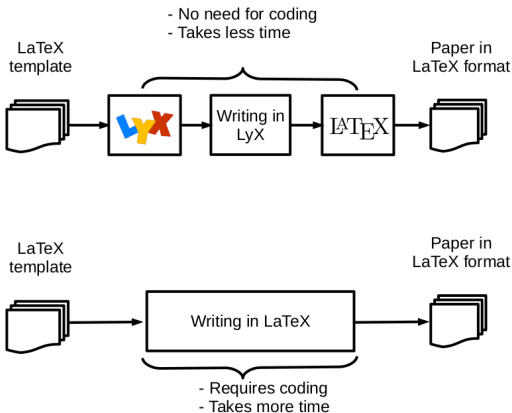 - No need for coding
- Takes less time
LaTeX
template
Paper in
LaTeX format
LYX
Writing in
LyX
LATEX
LaTeX
template
Paper in
LaTeX format
Writing in LaTeX
- Requires coding
- Takes more time